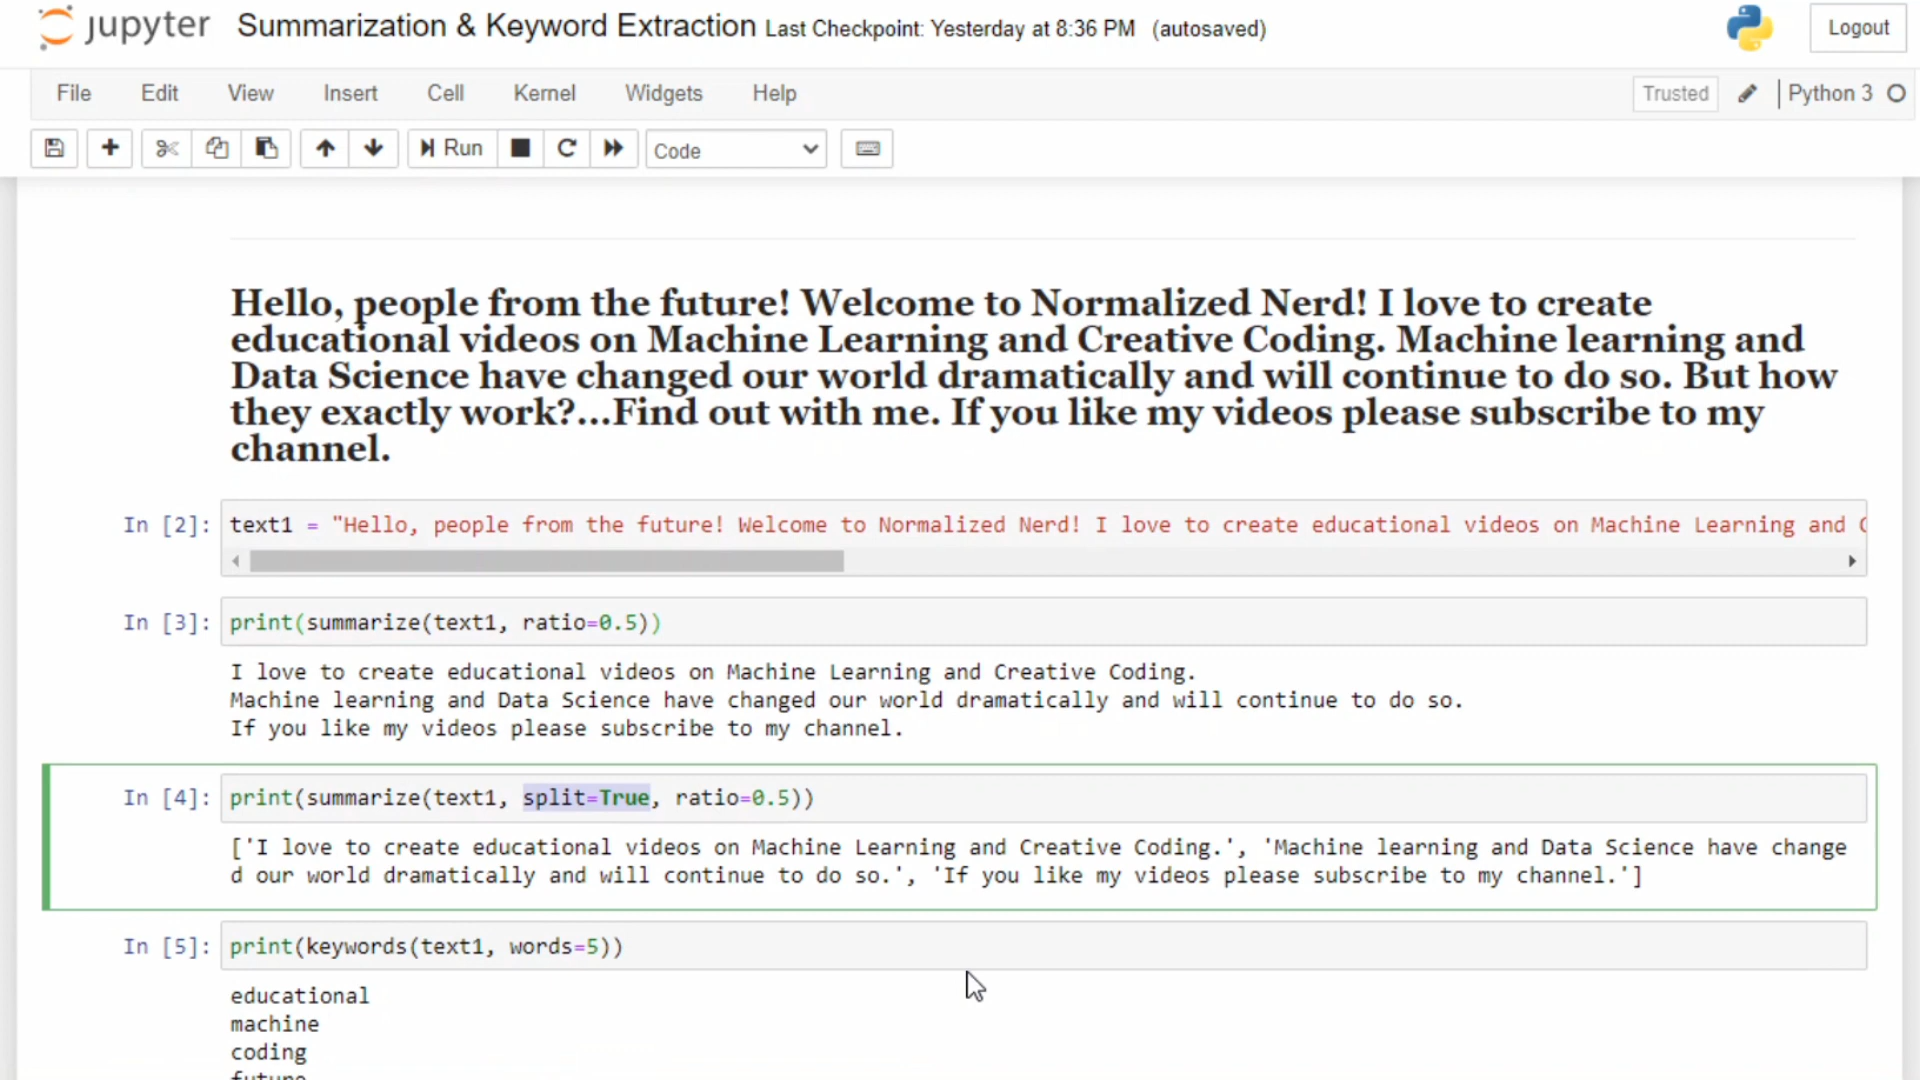 jupyter Summarization & Keyword Extraction Last Checkpoint: Yesterday at 8:36 PM (autosaved) Logout
File Edit View Insert Cell Kernel Widgets Help Trusted Python 3
Run Code
Hello, people from the future! Welcome to Normalized Nerd! I love to create
educational videos on Machine Learning and Creative Coding. Machine learning and
Data Science have changed our world dramatically and will continue to do so. But how
they exactly work?...Find out with me. If you like my videos please subscribe to my
channel.
In [2]: text1 = "Hello, people from the future! Welcome to Normalized Nerd! I love to create educational videos on Machine Learning and C
In [3]: print(summarize(text1, ratio=0.5))
I love to create educational videos on Machine Learning and Creative Coding.
Machine learning and Data Science have changed our world dramatically and will continue to do so.
If you like my videos please subscribe to my channel.
In [4]: print(summarize(text1, split=True, ratio=0.5))
['I love to create educational videos on Machine Learning and Creative Coding.', 'Machine learning and Data Science have change
d our world dramatically and will continue to do so.', 'If you like my videos please subscribe to my channel.']
In [5]: print(keywords(text1, words=5))
educational
machine
coding
future